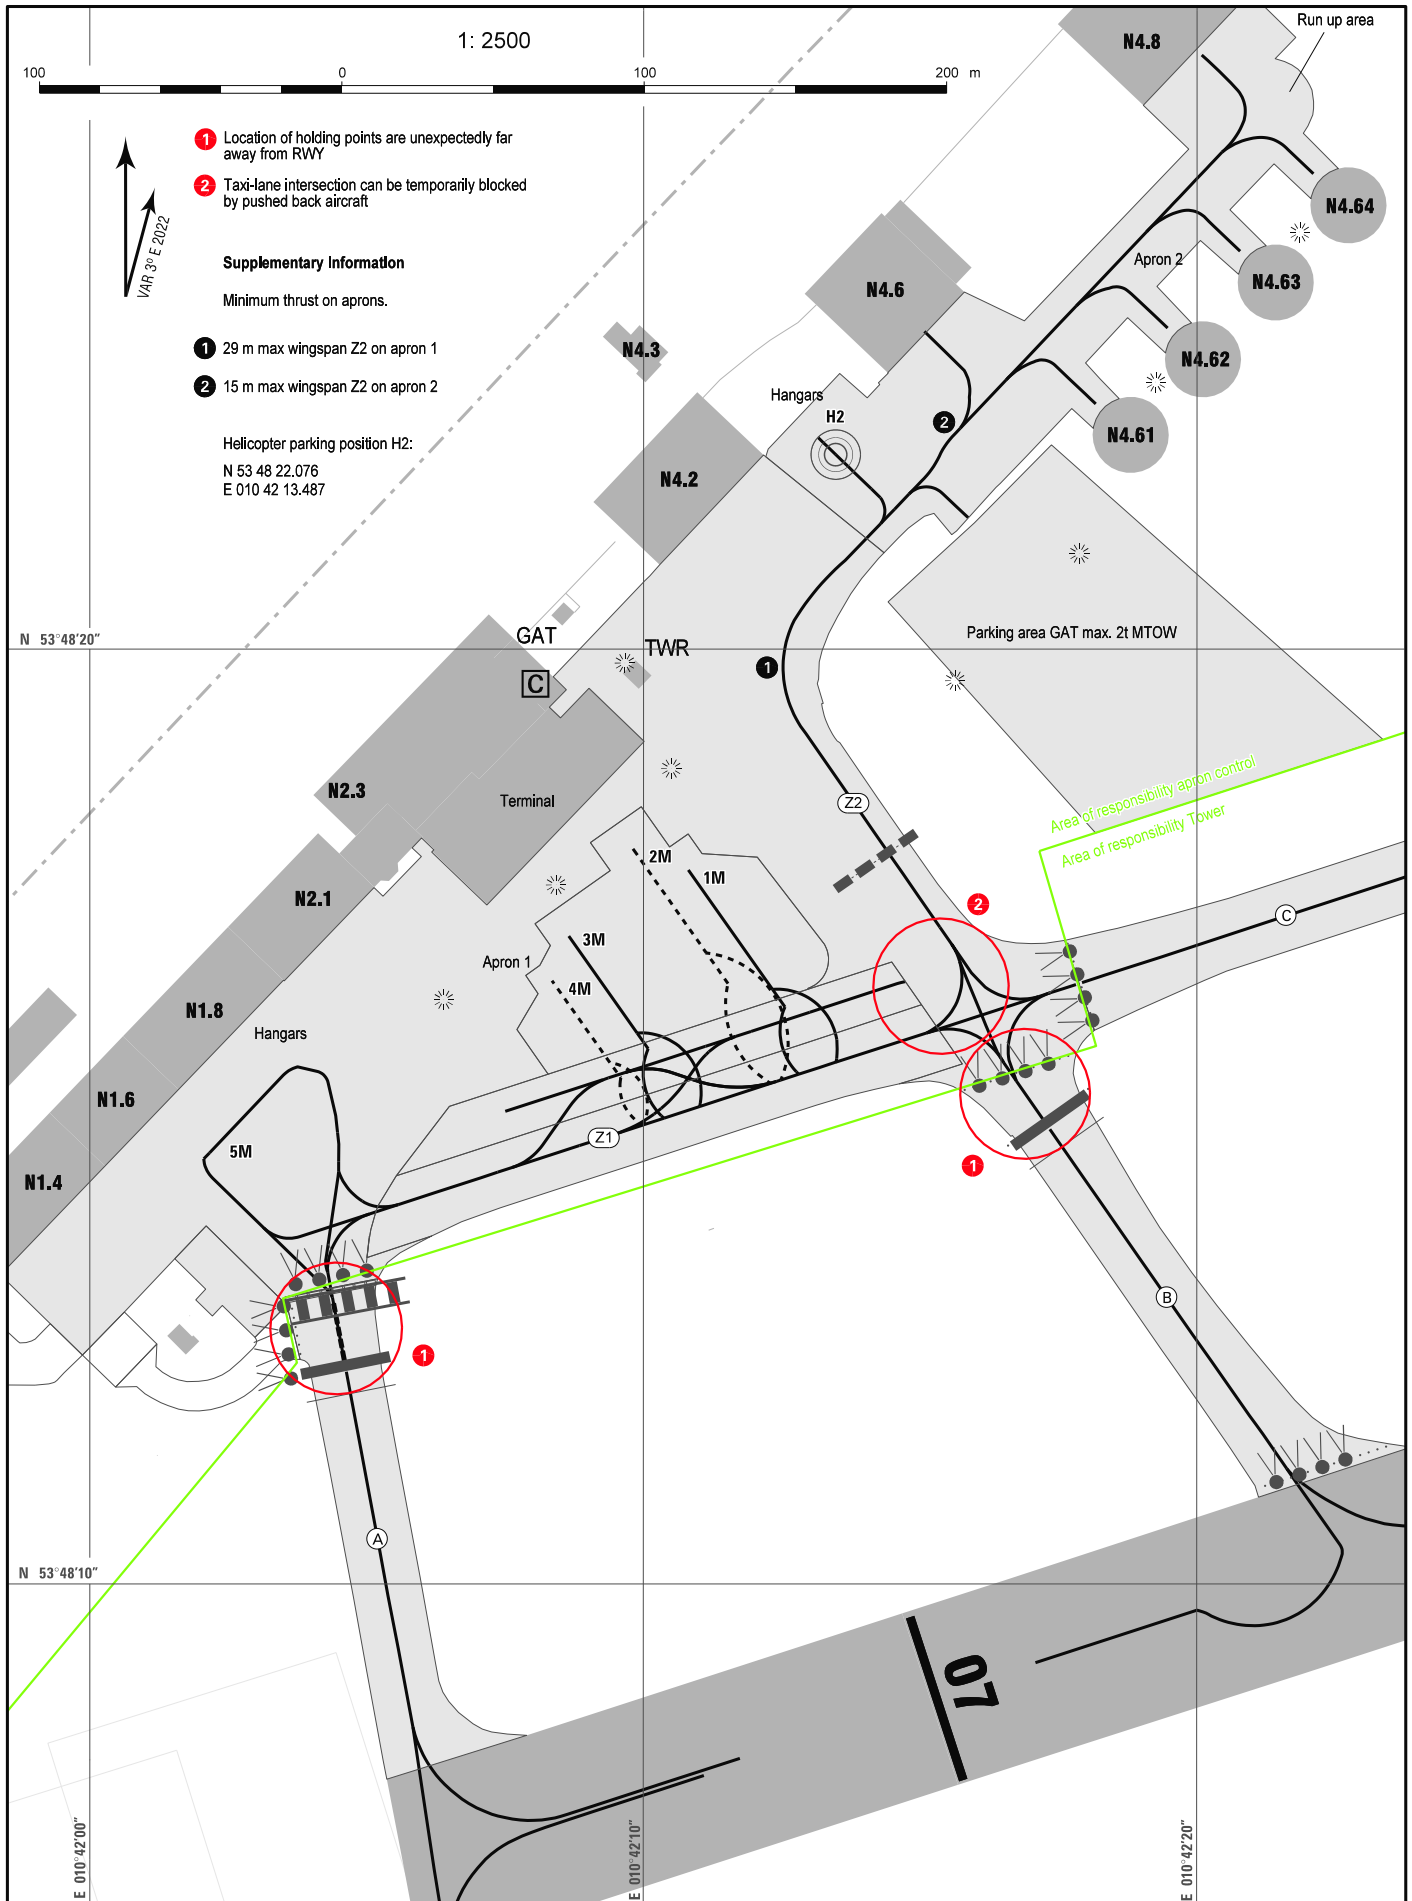 1: 2500
100
0
100
200 m
Run up area
N4.8
1 Location of holding points are unexpectedly far
away from RWY
2 Taxi-lane intersection can be temporarily blocked
by pushed back aircraft
VAR 3° E 2022
Supplementary Information
Minimum thrust on aprons.
1 29 m max wingspan Z2 on apron 1
2 15 m max wingspan Z2 on apron 2
Helicopter parking position H2:
N 53 48 22.076
E 010 42 13.487
N4.64
Apron 2
N4.63
N4.6
N4.3
N4.62
Hangars
H2
2
N4.61
N4.2
N 53°48'20"
GAT
TWR
C
1
Parking area GAT max. 2t MTOW
N2.3
Terminal
Z2
Area of responsibility apron control
Area of responsibility Tower
2M
1M
N2.1
2
C
3M
Apron 1
4M
N1.8
Hangars
N1.6
5M
Z1
1
N1.4
B
1
A
N 53°48'10"
07
E 010°42'00"
E 010°42'10"
E 010°42'20"